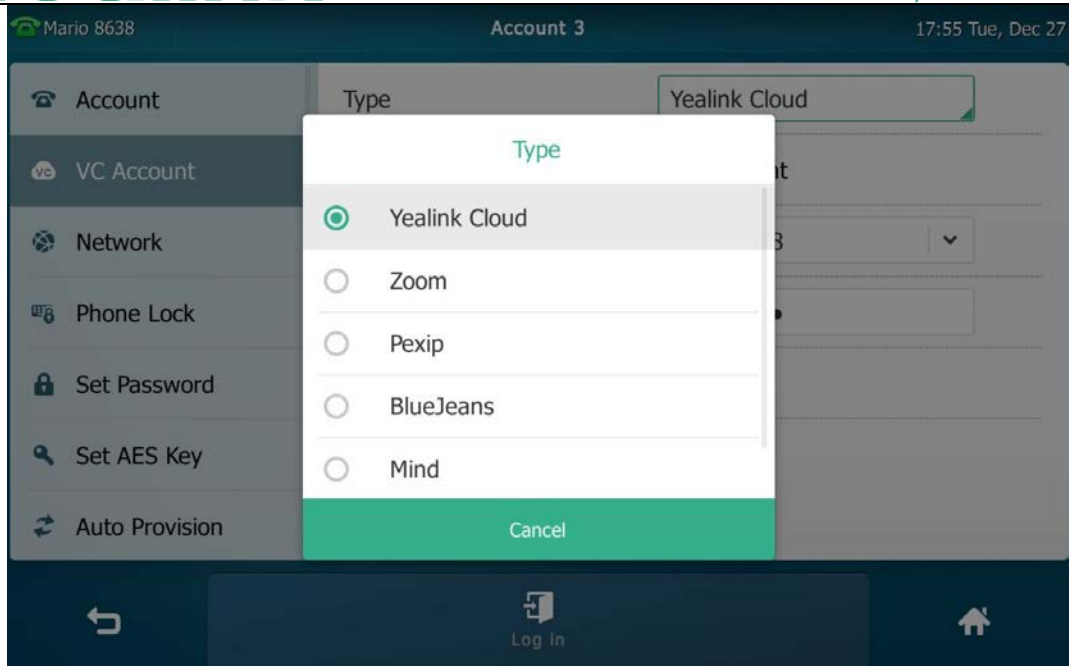 Mario 8638 Account 3 17:55 Tue, Dec 27
Account
Type Yealink Cloud
VC Account
Network
Phone Lock
Set Password
Set AES Key
Auto Provision
Type
Yealink Cloud
Zoom
Pexip
BlueJeans
Mind
Cancel
Log In